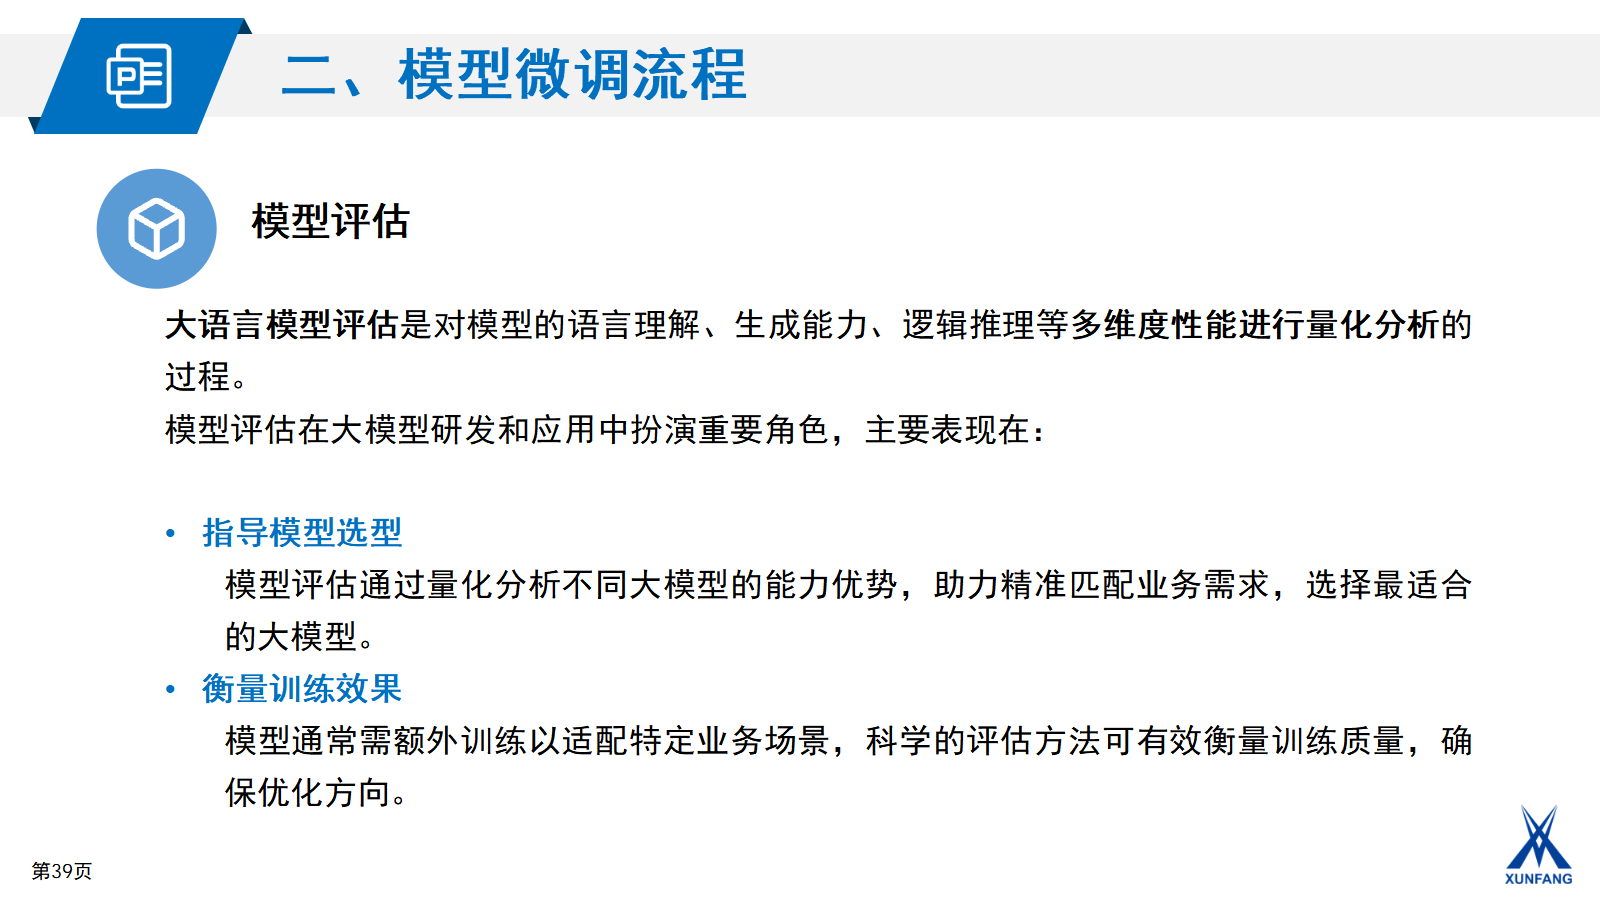 二、模型微调流程
模型评估
大语言模型评估是对模型的语言理解、生成能力、逻辑推理等多维度性能进行量化分析的
过程。
模型评估在大模型研发和应用中扮演重要角色，主要表现在：
• 指导模型选型
模型评估通过量化分析不同大模型的能力优势，助力精准匹配业务需求，选择最适合
的大模型。
• 衡量训练效果
模型通常需额外训练以适配特定业务场景，科学的评估方法可有效衡量训练质量，确
保优化方向。
第39页
XUNFANG